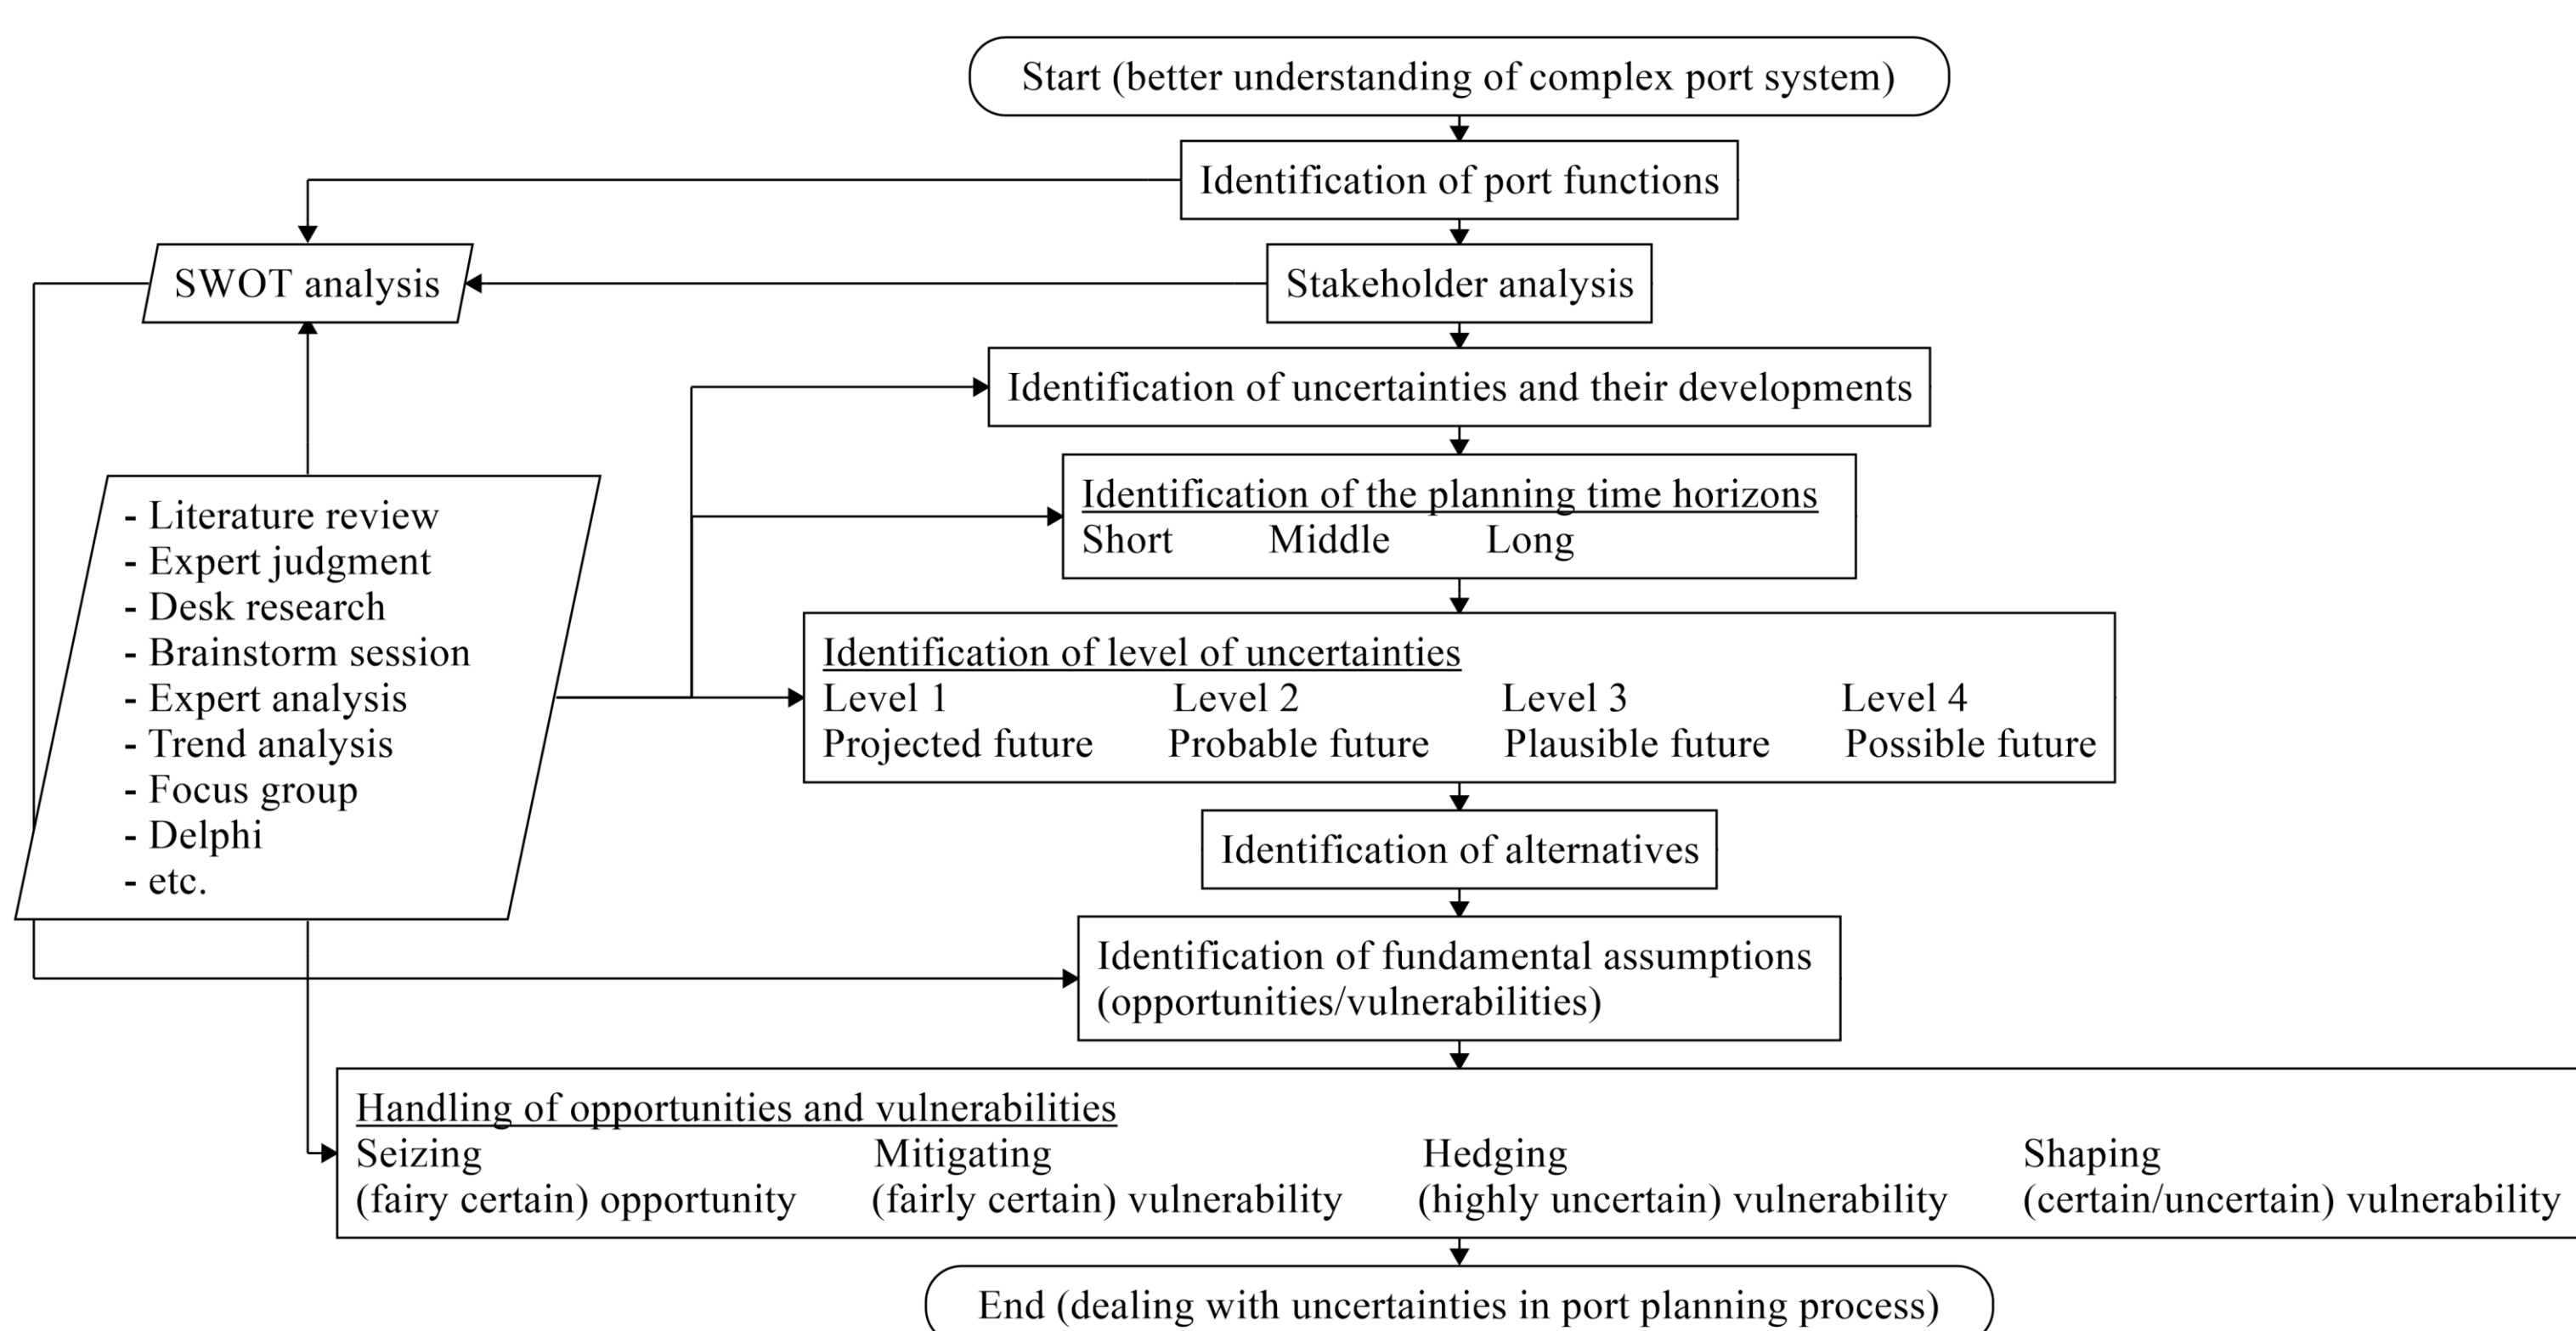 Start (better understanding of complex port system)
Identification of port functions
SWOT analysis
Stakeholder analysis
Identification of uncertainties and their developments
- Literature review
- Expert judgment
- Desk research
- Brainstorm session
- Expert analysis
- Trend analysis
- Focus group
- Delphi
- etc.
Identification of the planning time horizons
Short Middle Long
Identification of level of uncertainties
Level 1 Level 2 Level 3 Level 4
Projected future Probable future Plausible future Possible future
Identification of alternatives
Identification of fundamental assumptions
(opportunities/vulnerabilities)
Handling of opportunities and vulnerabilities
Seizing Mitigating Hedging Shaping
(fairy certain) opportunity (fairly certain) vulnerability (highly uncertain) vulnerability (certain/uncertain) vulnerability
End (dealing with uncertainties in port planning process)